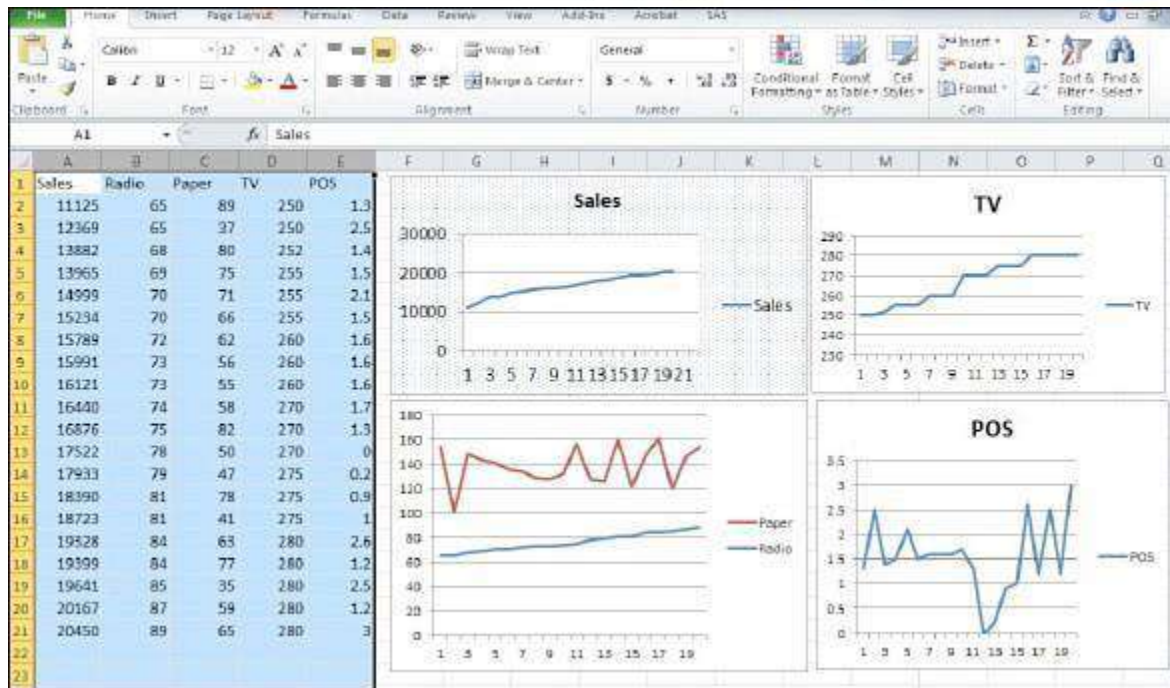 File Home Insert Page Layout Formulas Data Review View Add-Ins Acrobat SAS
Calibri 12 A A Wrap Text General Insert Σ
Paste B I U A Merge & Center $ % Conditional Format Cell Delete Sort & Find &
Formatting as Table Styles Format Filter Select
Clipboard Font Alignment Number Styles Cells Editing
A1 fx Sales
A B C D E F G H I J K L M N O P Q
1 Sales Radio Paper TV POS
2 11125 65 89 250 1.3
3 12369 65 37 250 2.5
4 13882 68 80 252 1.4
5 13965 69 75 255 1.5
6 14999 70 71 255 2.1
7 15234 70 66 255 1.5
8 15789 72 62 260 1.6
9 15991 73 56 260 1.6
10 16121 73 55 260 1.6
11 16440 74 58 270 1.7
12 16876 75 82 270 1.3
13 17522 78 50 270 0
14 17933 79 47 275 0.2
15 18390 81 78 275 0.9
16 18723 81 41 275 1
17 19328 84 63 280 2.6
18 19399 84 77 280 1.2
19 19641 85 35 280 2.5
20 20167 87 59 280 1.2
21 20450 89 65 280 3
22
23
Sales
30000
20000
10000
0
1 3 5 7 9 11 13 15 17 19 21
Sales
TV
290
280
270
260
250
240
230
1 3 5 7 9 11 13 15 17 19
TV
180
160
140
120
100
80
60
40
20
0
1 3 5 7 9 11 13 15 17 19
Paper
Radio
POS
3.5
3
2.5
2
1.5
1
0.5
0
1 3 5 7 9 11 13 15 17 19
POS